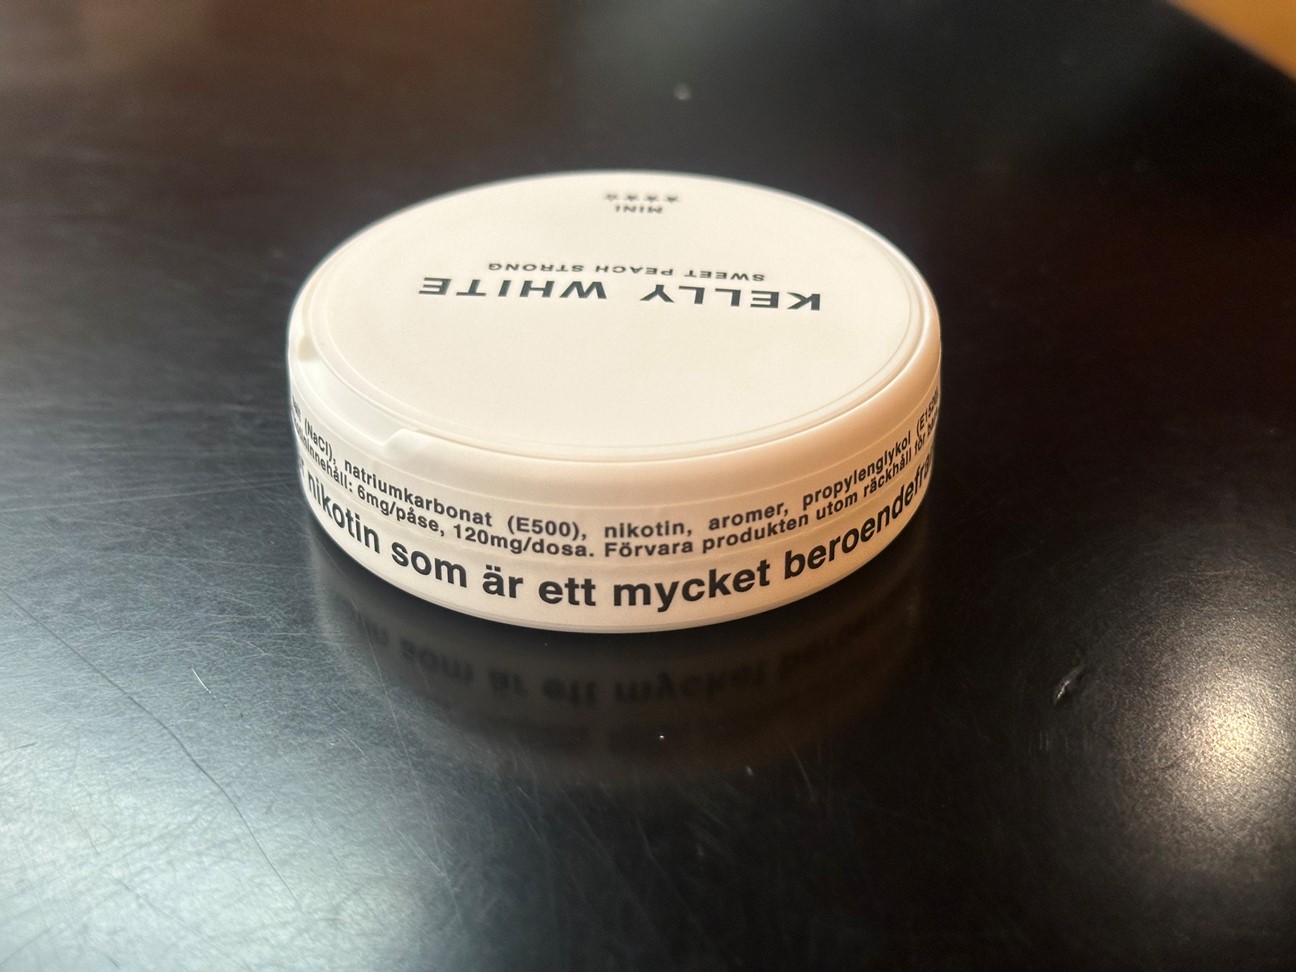 KELLY WHITE
SWEET PEACH STRONG
MINI
(NaCl), natriumkarbonat (E500), nikotin, aromer, propylenglykol
6mg/påse, 120mg/dosa. Förvara produkten utom räckhåll för
nikotin som är ett mycket